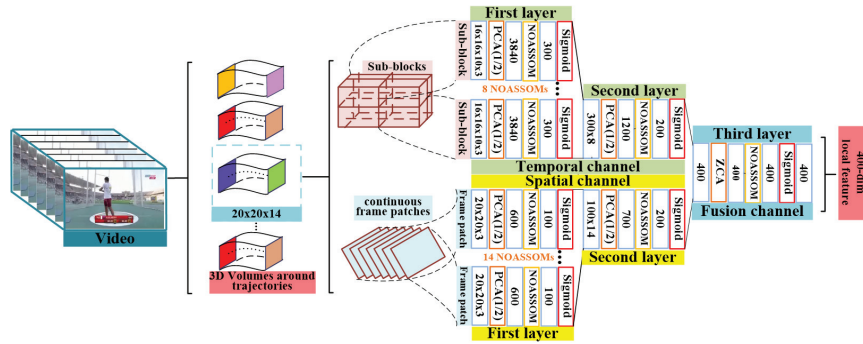 Video
20x20x14
3D Volumes around
trajectories
Sub-blocks
continuous
frame patches
First layer
Sub-block
16x16x10x3
PCA(1/2)
3840
NOASSOM
300
Sigmoid
8 NOASSOMs
Sub-block
16x16x10x3
PCA(1/2)
3840
NOASSOM
300
Sigmoid
Second layer
300x8
PCA(1/2)
1200
NOASSOM
200
Sigmoid
Temporal channel
Spatial channel
Frame patch
20x20x3
PCA(1/2)
600
NOASSOM
100
Sigmoid
14 NOASSOMs
Frame patch
20x20x3
PCA(1/2)
600
NOASSOM
100
Sigmoid
First layer
100x14
PCA(1/2)
700
NOASSOM
200
Sigmoid
Second layer
Third layer
400
ZCA
400
NOASSOM
400
Sigmoid
400
Fusion channel
400-dim
local feature